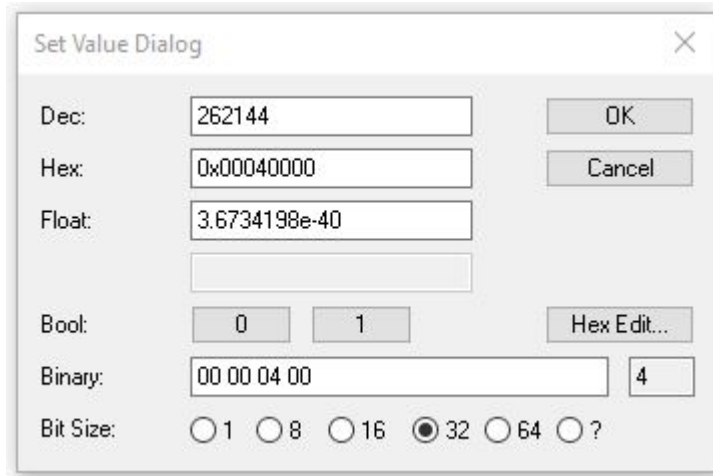 Set Value Dialog
Dec: 262144 OK
Hex: 0x00040000 Cancel
Float: 3.6734198e-40
Bool: 0 1 Hex Edit...
Binary: 00 00 04 00 4
Bit Size: 1 8 16 32 64 ?